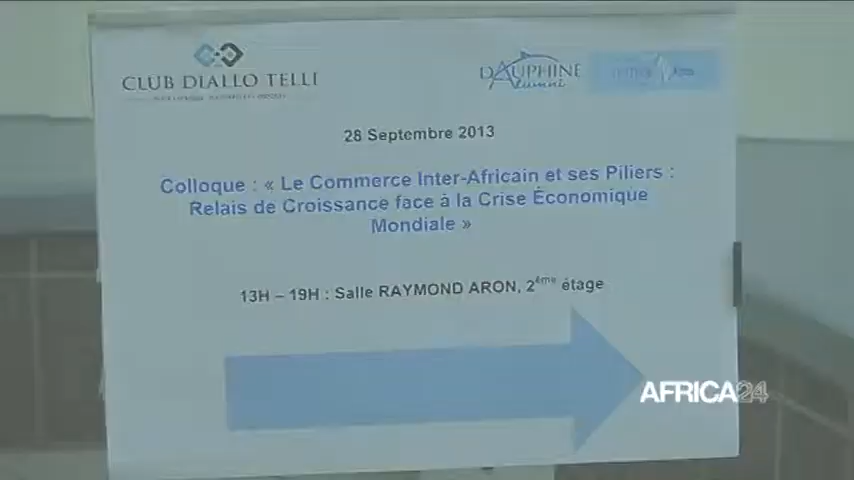 CLUB DIALLO TELLI
DAUPHINE
Alumni
28 Septembre 2013
Colloque : « Le Commerce Inter-Africain et ses Piliers :
Relais de Croissance face à la Crise Économique
Mondiale »
13H – 19H : Salle RAYMOND ARON, 2ème étage
AFRICA24